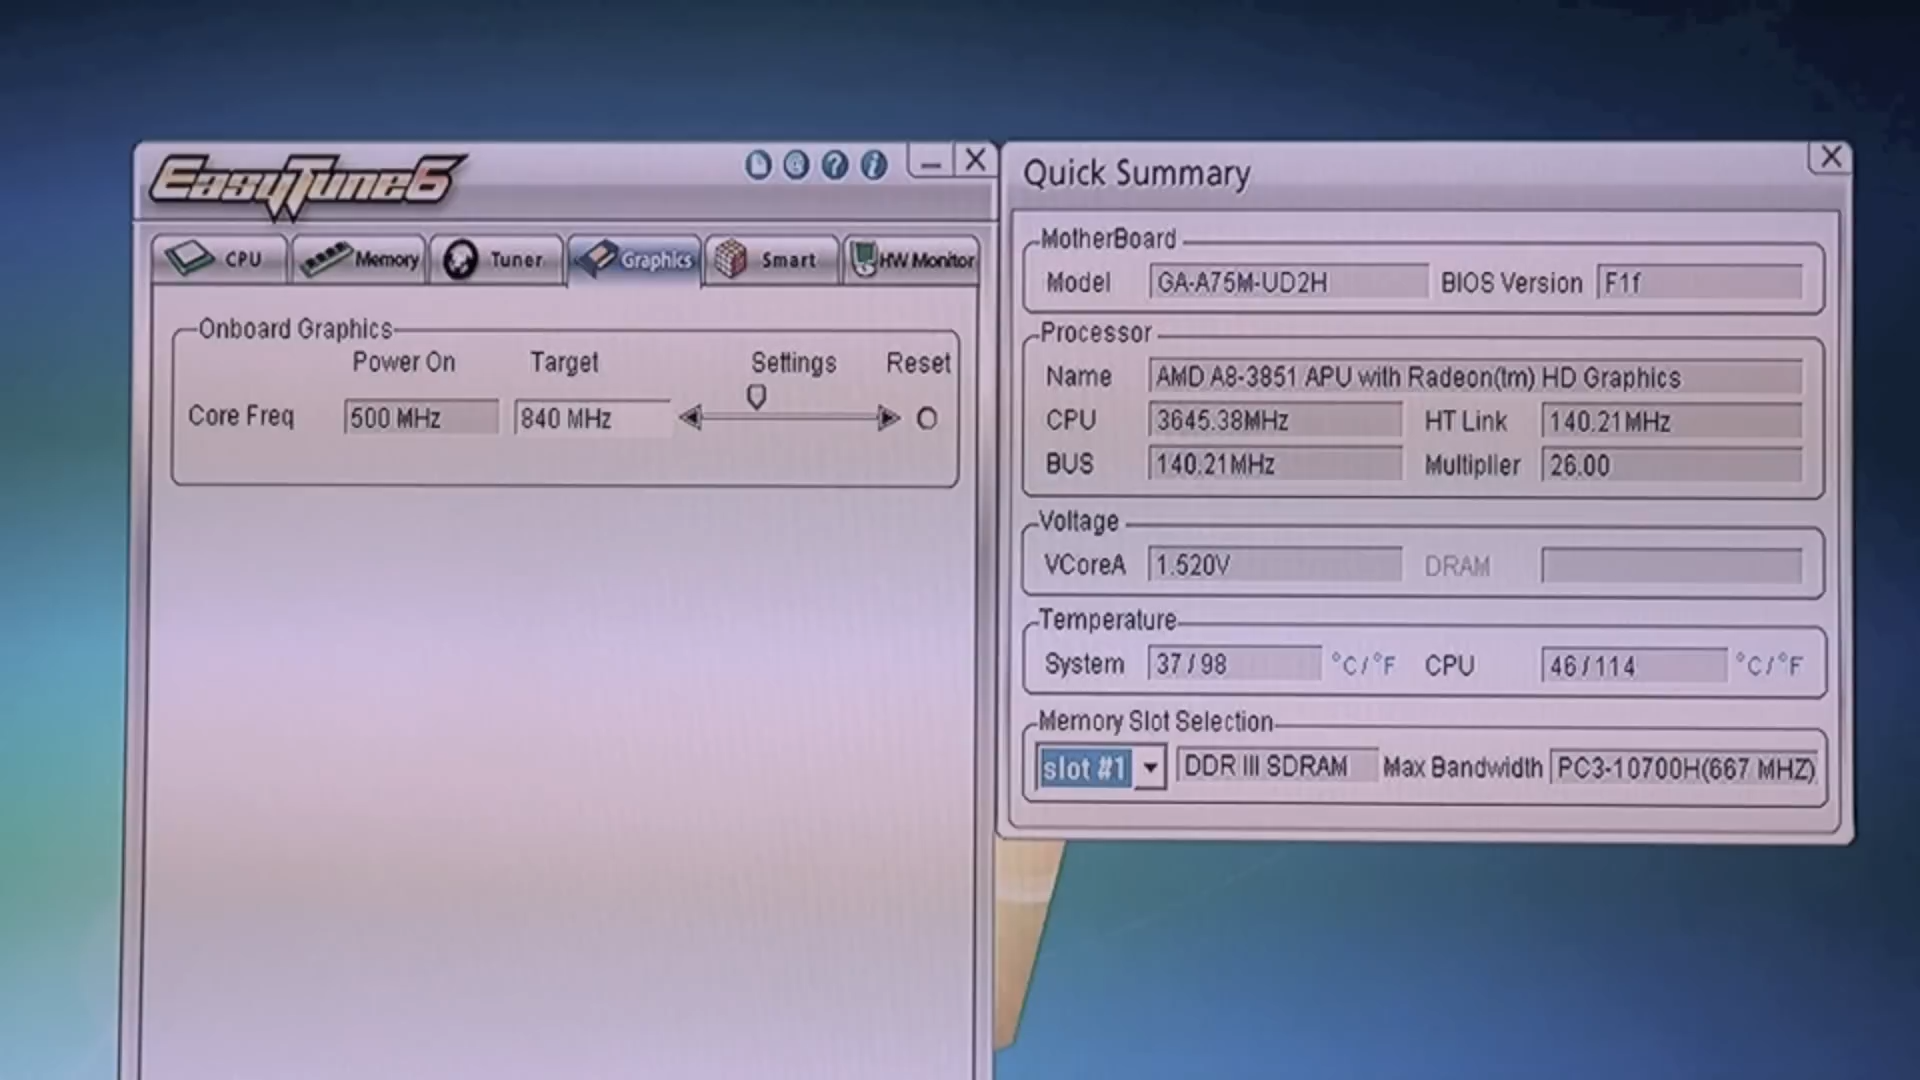 EasyTune6
CPU
Memory
Tuner
Graphics
Smart
HW Monitor
Onboard Graphics
Power On Target Settings Reset
Core Freq 500 MHz 840 MHz
Quick Summary
MotherBoard
Model GA-A75M-UD2H BIOS Version F1f
Processor
Name AMD A8-3851 APU with Radeon(tm) HD Graphics
CPU 3645.38MHz HT Link 140.21MHz
BUS 140.21MHz Multiplier 26.00
Voltage
VCoreA 1.520V DRAM
Temperature
System 37 / 98 °C/°F CPU 46 / 114 °C/°F
Memory Slot Selection
slot #1 DDR III SDRAM Max Bandwidth PC3-10700H(667 MHZ)